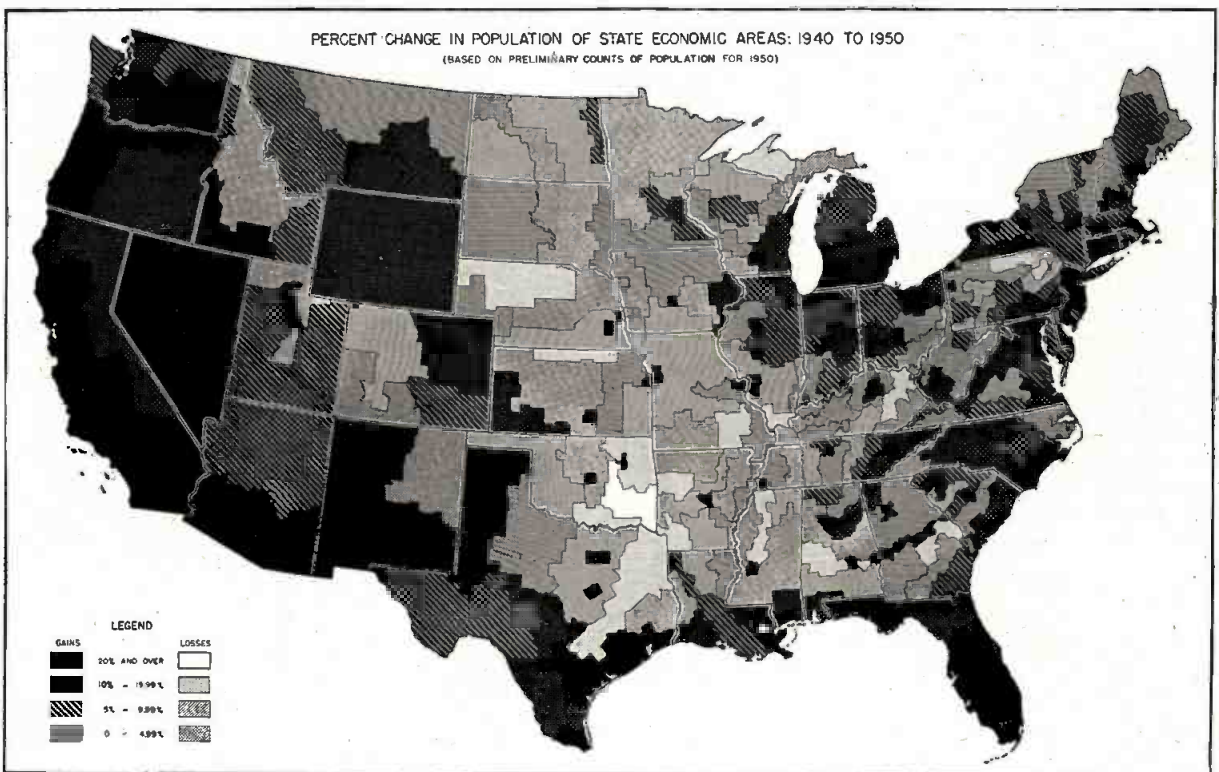 PERCENT CHANGE IN POPULATION OF STATE ECONOMIC AREAS: 1940 TO 1950
(BASED ON PRELIMINARY COUNTS OF POPULATION FOR 1950)
LEGEND
GAINS LOSSES
20% AND OVER
10% - 19.99%
5% - 9.99%
0 - 4.99%